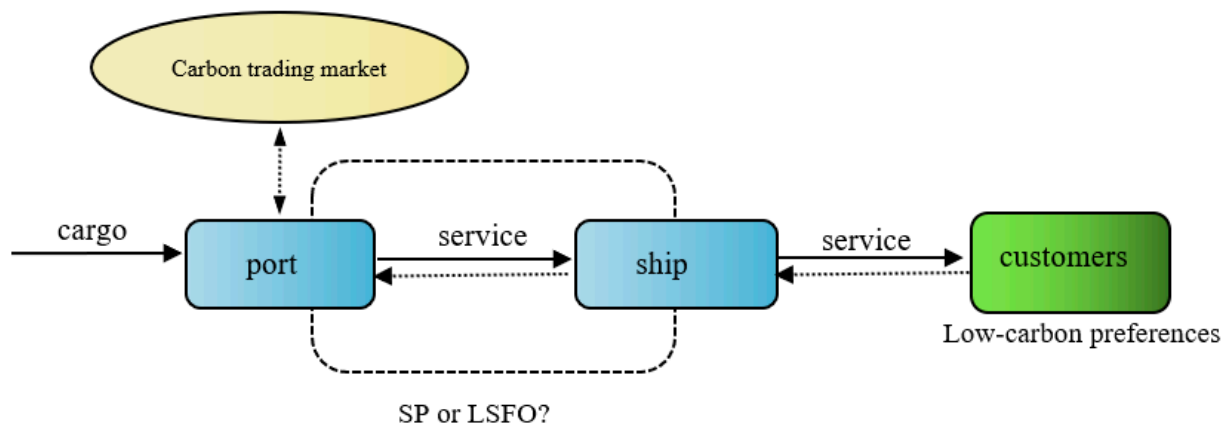 Carbon trading market
cargo
port
service
ship
service
customers
Low-carbon preferences
SP or LSFO?